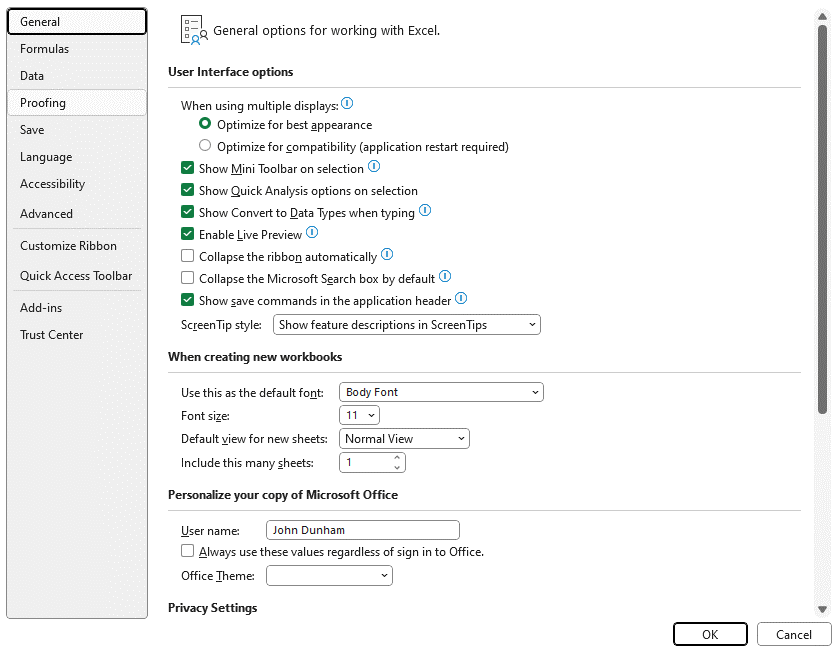 General
Formulas
Data
Proofing
Save
Language
Accessibility
Advanced
Customize Ribbon
Quick Access Toolbar
Add-ins
Trust Center
General options for working with Excel.
User Interface options
When using multiple displays:
Optimize for best appearance
Optimize for compatibility (application restart required)
Show Mini Toolbar on selection
Show Quick Analysis options on selection
Show Convert to Data Types when typing
Enable Live Preview
Collapse the ribbon automatically
Collapse the Microsoft Search box by default
Show save commands in the application header
ScreenTip style: Show feature descriptions in ScreenTips
When creating new workbooks
Use this as the default font: Body Font
Font size: 11
Default view for new sheets: Normal View
Include this many sheets: 1
Personalize your copy of Microsoft Office
User name: John Dunham
Always use these values regardless of sign in to Office.
Office Theme:
Privacy Settings
OK Cancel